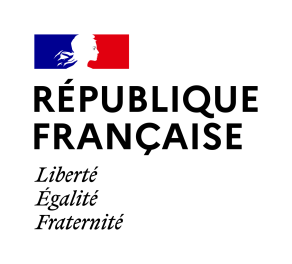 RÉPUBLIQUE
FRANÇAISE
Liberté
Égalité
Fraternité